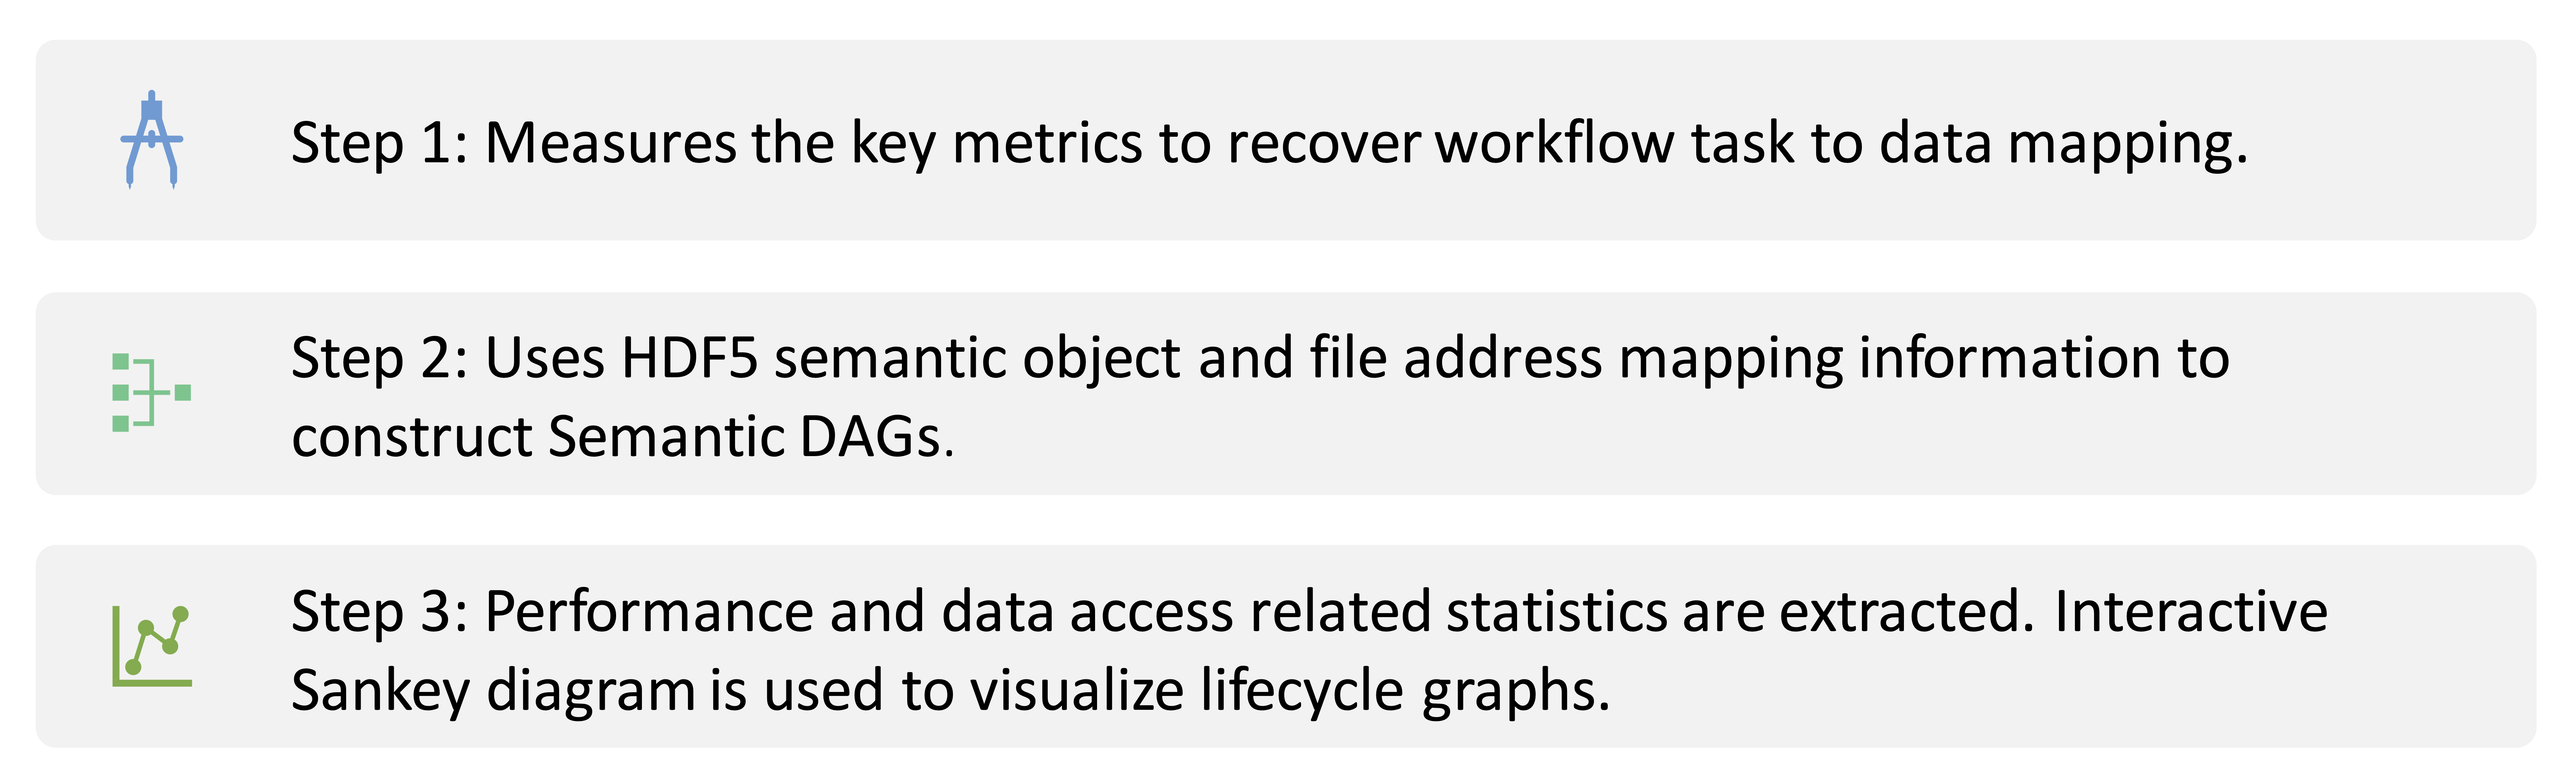 Step 1: Measures the key metrics to recover workflow task to data mapping.
Step 2: Uses HDF5 semantic object and file address mapping information to
construct Semantic DAGs.
Step 3: Performance and data access related statistics are extracted. Interactive
Sankey diagram is used to visualize lifecycle graphs.